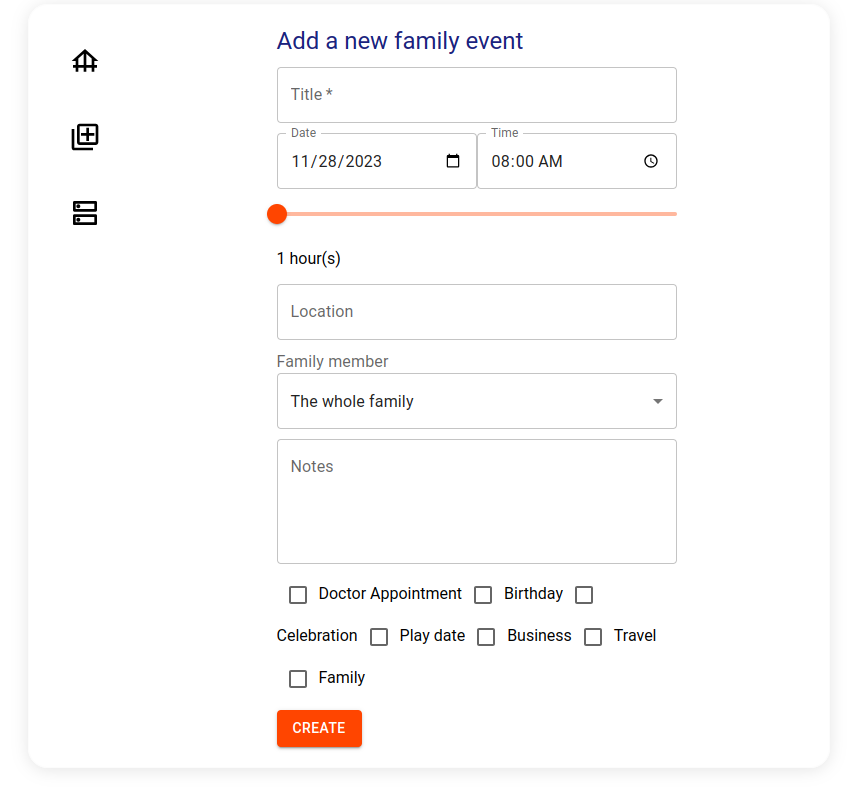 Add a new family event
Title *
Date Time
11/28/2023 08:00 AM
1 hour(s)
Location
Family member
The whole family
Notes
Doctor Appointment Birthday
Celebration Play date Business Travel
Family
CREATE